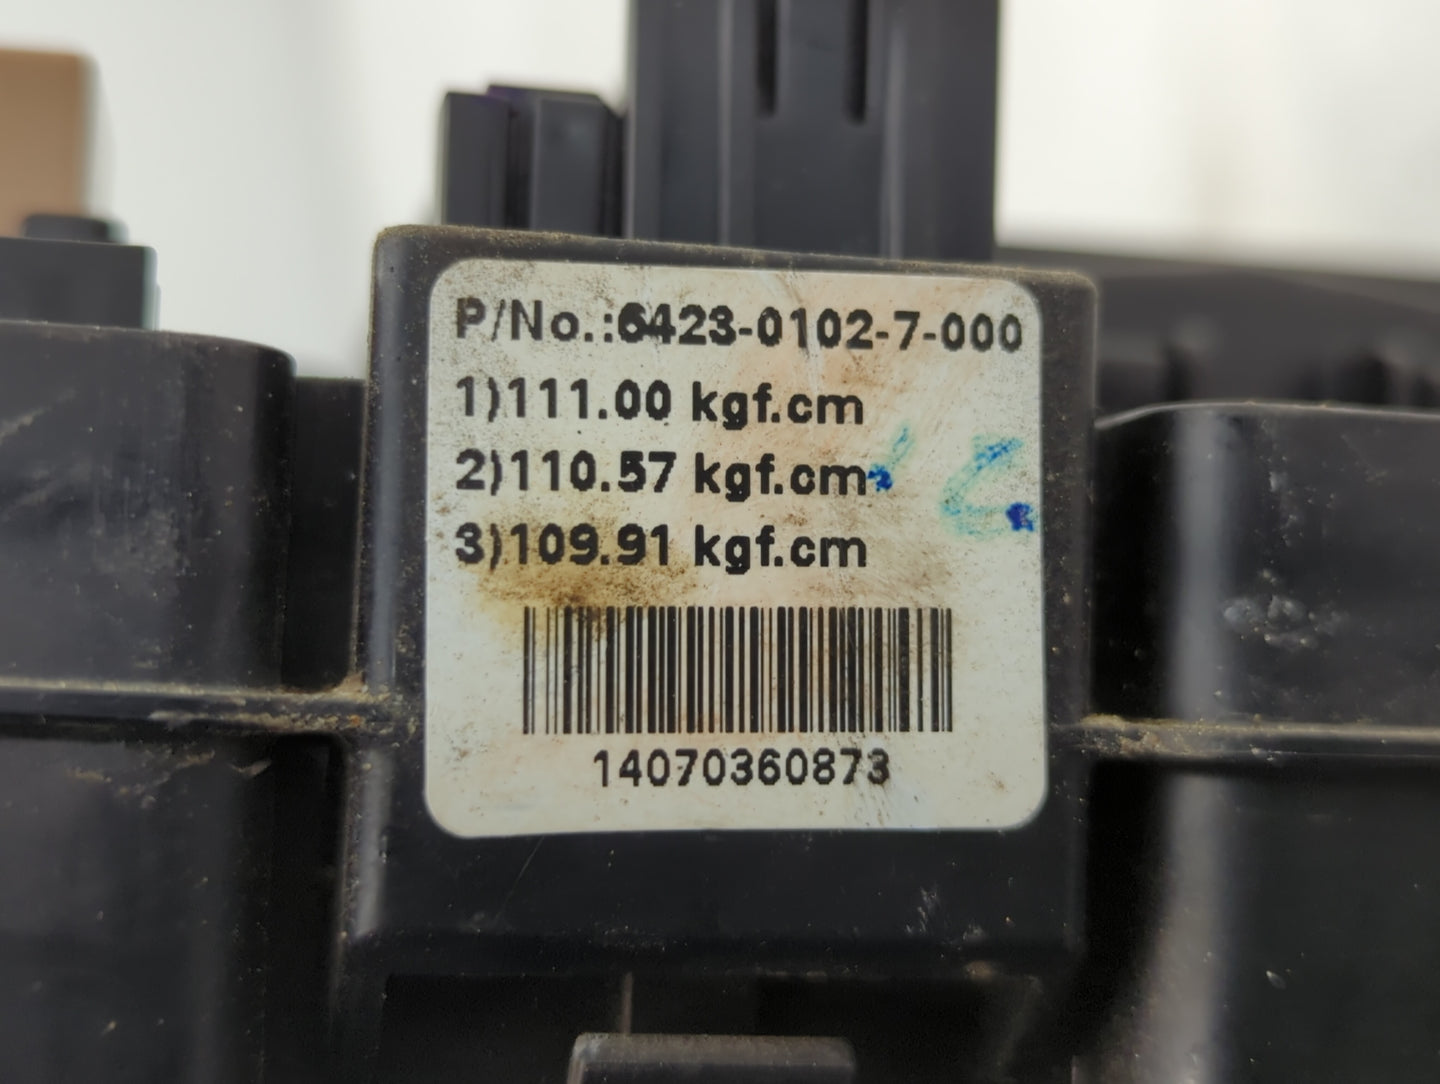 P/No.:6423-0102-7-000
1)111.00 kgf.cm
2)110.57 kgf.cm
3)109.91 kgf.cm
14070360873